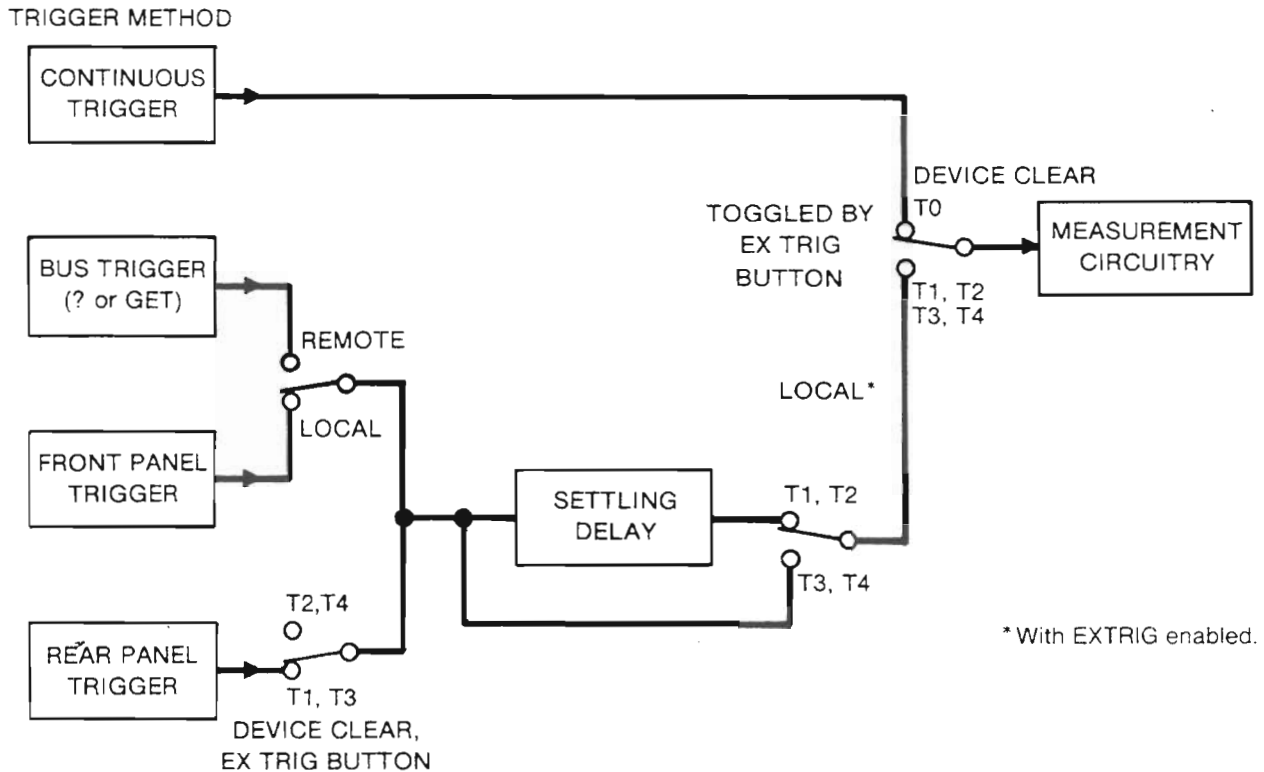 TRIGGER METHOD
CONTINUOUS
TRIGGER
DEVICE CLEAR
T0
TOGGLED BY
EX TRIG
BUTTON
MEASUREMENT
CIRCUITRY
T1, T2
T3, T4
BUS TRIGGER
(? or GET)
REMOTE
LOCAL
LOCAL*
FRONT PANEL
TRIGGER
SETTLING
DELAY
T1, T2
T3, T4
T2,T4
REAR PANEL
TRIGGER
T1, T3
DEVICE CLEAR,
EX TRIG BUTTON
*With EXTRIG enabled.